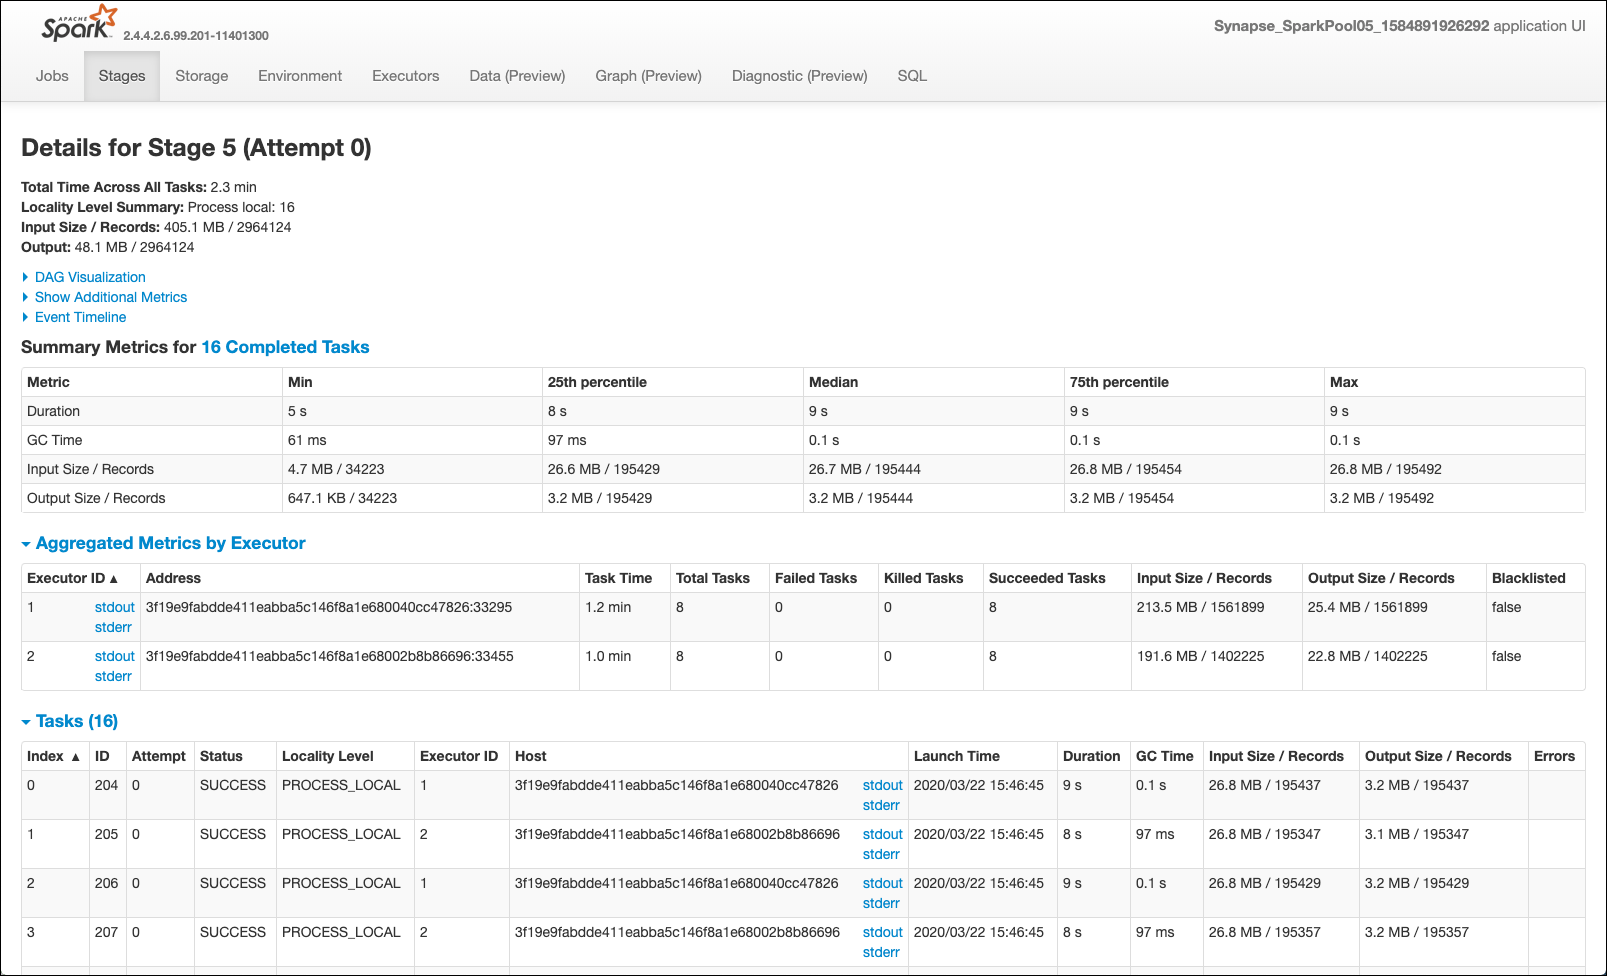 APACHE
Spark 2.4.4.2.6.99.201-11401300
Synapse_SparkPool05_1584891926292 application UI
Jobs Stages Storage Environment Executors Data (Preview) Graph (Preview) Diagnostic (Preview) SQL
Details for Stage 5 (Attempt 0)
Total Time Across All Tasks: 2.3 min
Locality Level Summary: Process local: 16
Input Size / Records: 405.1 MB / 2964124
Output: 48.1 MB / 2964124
DAG Visualization
Show Additional Metrics
Event Timeline
Summary Metrics for 16 Completed Tasks
Metric Min 25th percentile Median 75th percentile Max
Duration 5 s 8 s 9 s 9 s 9 s
GC Time 61 ms 97 ms 0.1 s 0.1 s 0.1 s
Input Size / Records 4.7 MB / 34223 26.6 MB / 195429 26.7 MB / 195444 26.8 MB / 195454 26.8 MB / 195492
Output Size / Records 647.1 KB / 34223 3.2 MB / 195429 3.2 MB / 195444 3.2 MB / 195454 3.2 MB / 195492
Aggregated Metrics by Executor
Executor ID ▲ Address Task Time Total Tasks Failed Tasks Killed Tasks Succeeded Tasks Input Size / Records Output Size / Records Blacklisted
1 stdout 3f19e9fabdde411eabba5c146f8a1e680040cc47826:33295 1.2 min 8 0 0 8 213.5 MB / 1561899 25.4 MB / 1561899 false
stderr
2 stdout 3f19e9fabdde411eabba5c146f8a1e68002b8b86696:33455 1.0 min 8 0 0 8 191.6 MB / 1402225 22.8 MB / 1402225 false
stderr
Tasks (16)
Index ▲ ID Attempt Status Locality Level Executor ID Host Launch Time Duration GC Time Input Size / Records Output Size / Records Errors
0 204 0 SUCCESS PROCESS_LOCAL 1 3f19e9fabdde411eabba5c146f8a1e680040cc47826 stdout 2020/03/22 15:46:45 9 s 0.1 s 26.8 MB / 195437 3.2 MB / 195437
stderr
1 205 0 SUCCESS PROCESS_LOCAL 2 3f19e9fabdde411eabba5c146f8a1e68002b8b86696 stdout 2020/03/22 15:46:45 8 s 97 ms 26.8 MB / 195347 3.1 MB / 195347
stderr
2 206 0 SUCCESS PROCESS_LOCAL 1 3f19e9fabdde411eabba5c146f8a1e680040cc47826 stdout 2020/03/22 15:46:45 9 s 0.1 s 26.8 MB / 195429 3.2 MB / 195429
stderr
3 207 0 SUCCESS PROCESS_LOCAL 2 3f19e9fabdde411eabba5c146f8a1e68002b8b86696 stdout 2020/03/22 15:46:45 8 s 97 ms 26.8 MB / 195357 3.2 MB / 195357
stderr